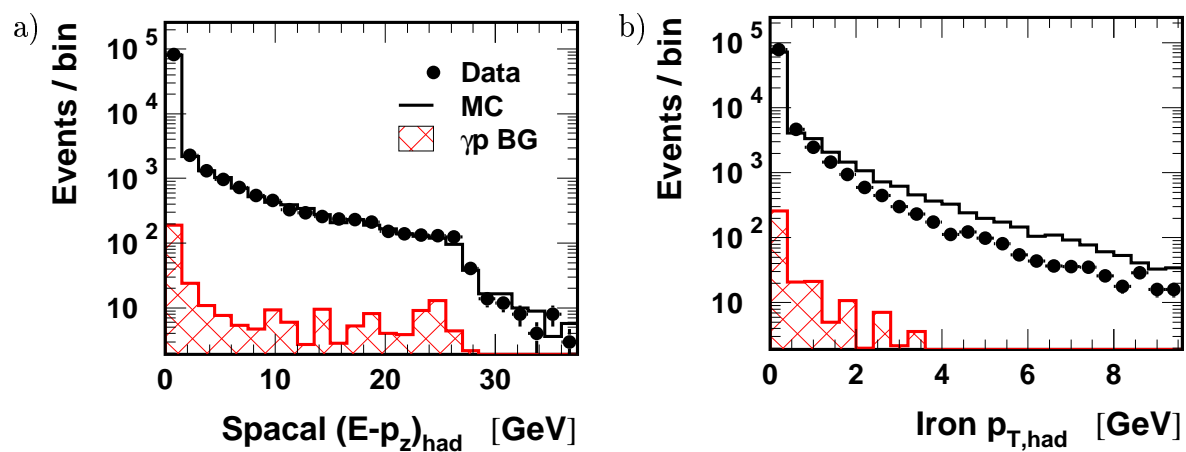 a)
Events / bin
10^5
10^4
10^3
10^2
10
Data
MC
γp BG
0 10 20 30
Spacal (E-p_z)_had [GeV]
b)
Events / bin
10^5
10^4
10^3
10^2
10
0 2 4 6 8
Iron p_T,had [GeV]